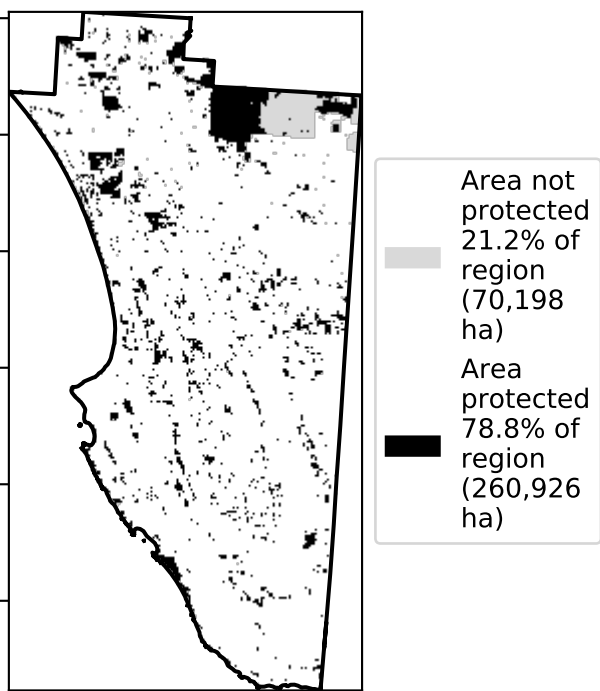 Area not
protected
21.2% of
region
(70,198
ha)
Area
protected
78.8% of
region
(260,926
ha)